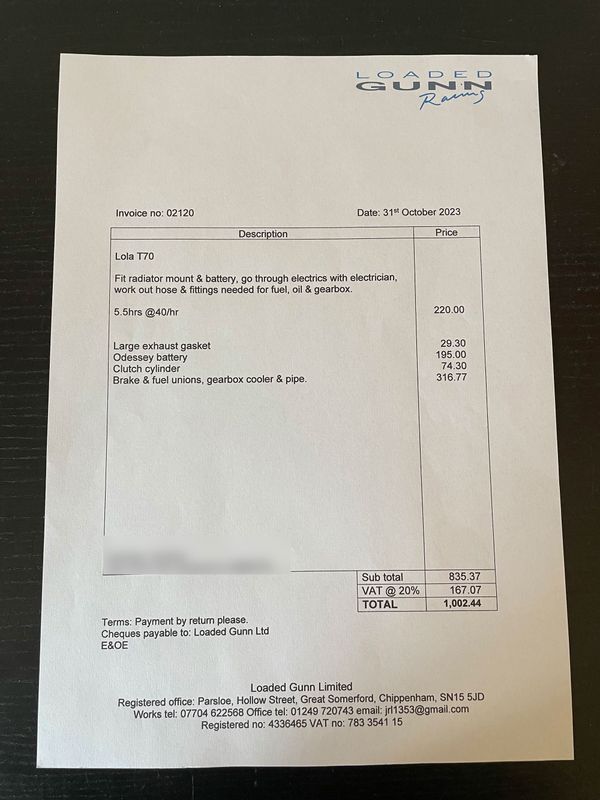 LOADED
GUNN
Racing
Invoice no: 02120 Date: 31st October 2023
Description Price
Lola T70
Fit radiator mount & battery, go through electrics with electrician,
work out hose & fittings needed for fuel, oil & gearbox.
5.5hrs @40/hr 220.00
Large exhaust gasket 29.30
Odessey battery 195.00
Clutch cylinder 74.30
Brake & fuel unions, gearbox cooler & pipe. 316.77
Sub total 835.37
VAT @ 20% 167.07
TOTAL 1,002.44
Terms: Payment by return please.
Cheques payable to: Loaded Gunn Ltd
E&OE
Loaded Gunn Limited
Registered office: Parsloe, Hollow Street, Great Somerford, Chippenham, SN15 5JD
Works tel: 07704 622568 Office tel: 01249 720743 email: jrl1353@gmail.com
Registered no: 4336465 VAT no: 783 3541 15